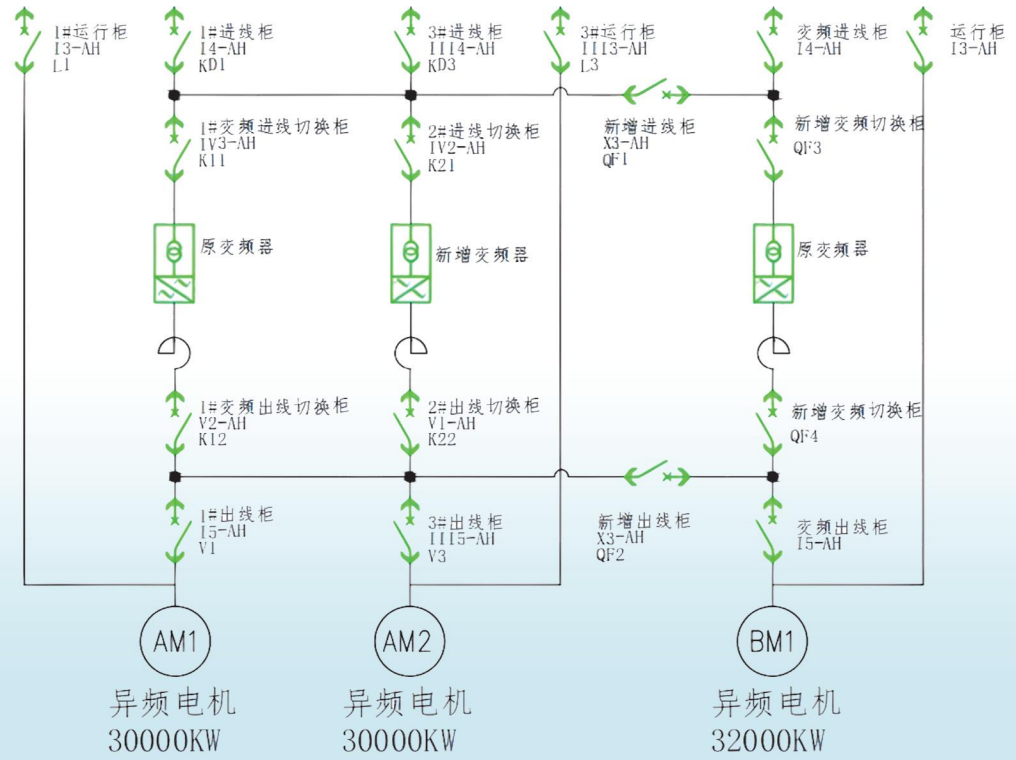 1#运行柜
I3-AH
L1
1#进线柜
I4-AH
KD1
3#进线柜
III4-AH
KD3
3#运行柜
III3-AH
L3
变频进线柜
I4-AH
运行柜
I3-AH
1#变频进线切换柜
IV3-AH
K11
2#进线切换柜
IV2-AH
K21
新增进线柜
X3-AH
QF1
新增变频切换柜
QF3
原变频器
新增变频器
原变频器
1#变频出线切换柜
V2-AH
K12
2#出线切换柜
V1-AH
K22
新增变频切换柜
QF4
1#出线柜
I5-AH
V1
3#出线柜
III5-AH
V3
新增出线柜
X3-AH
QF2
变频出线柜
I5-AH
AM1
AM2
BM1
异频电机
30000KW
异频电机
30000KW
异频电机
32000KW